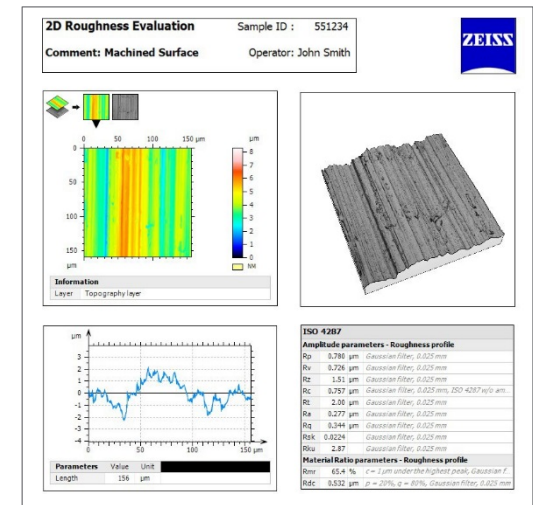 2D Roughness Evaluation
Sample ID : 551234
Comment: Machined Surface
Operator: John Smith
ZEISS
0 50 100 150 µm
µm
0
50
100
150
µm
8
7
6
5
4
3
2
1
0
NM
Information
Layer Topography layer
µm
3
2
1
0
-1
-2
-3
-4
0 50 100 150 µm
Parameters Value Unit
Length 156 µm
ISO 4287
Amplitude parameters - Roughness profile
Rp 0.780 µm Gaussian filter, 0.025 mm
Rv 0.726 µm Gaussian filter, 0.025 mm
Rz 1.51 µm Gaussian filter, 0.025 mm
Rc 0.757 µm Gaussian filter, 0.025 mm, ISO 4287 w/o am...
Rt 2.00 µm Gaussian filter, 0.025 mm
Ra 0.277 µm Gaussian filter, 0.025 mm
Rq 0.344 µm Gaussian filter, 0.025 mm
Rsk 0.0224 Gaussian filter, 0.025 mm
Rku 2.87 Gaussian filter, 0.025 mm
Material Ratio parameters - Roughness profile
Rmr 65.4 % c = 1 µm under the highest peak, Gaussian f...
Rdc 0.532 µm p = 20%, q = 80%, Gaussian filter, 0.025 mm